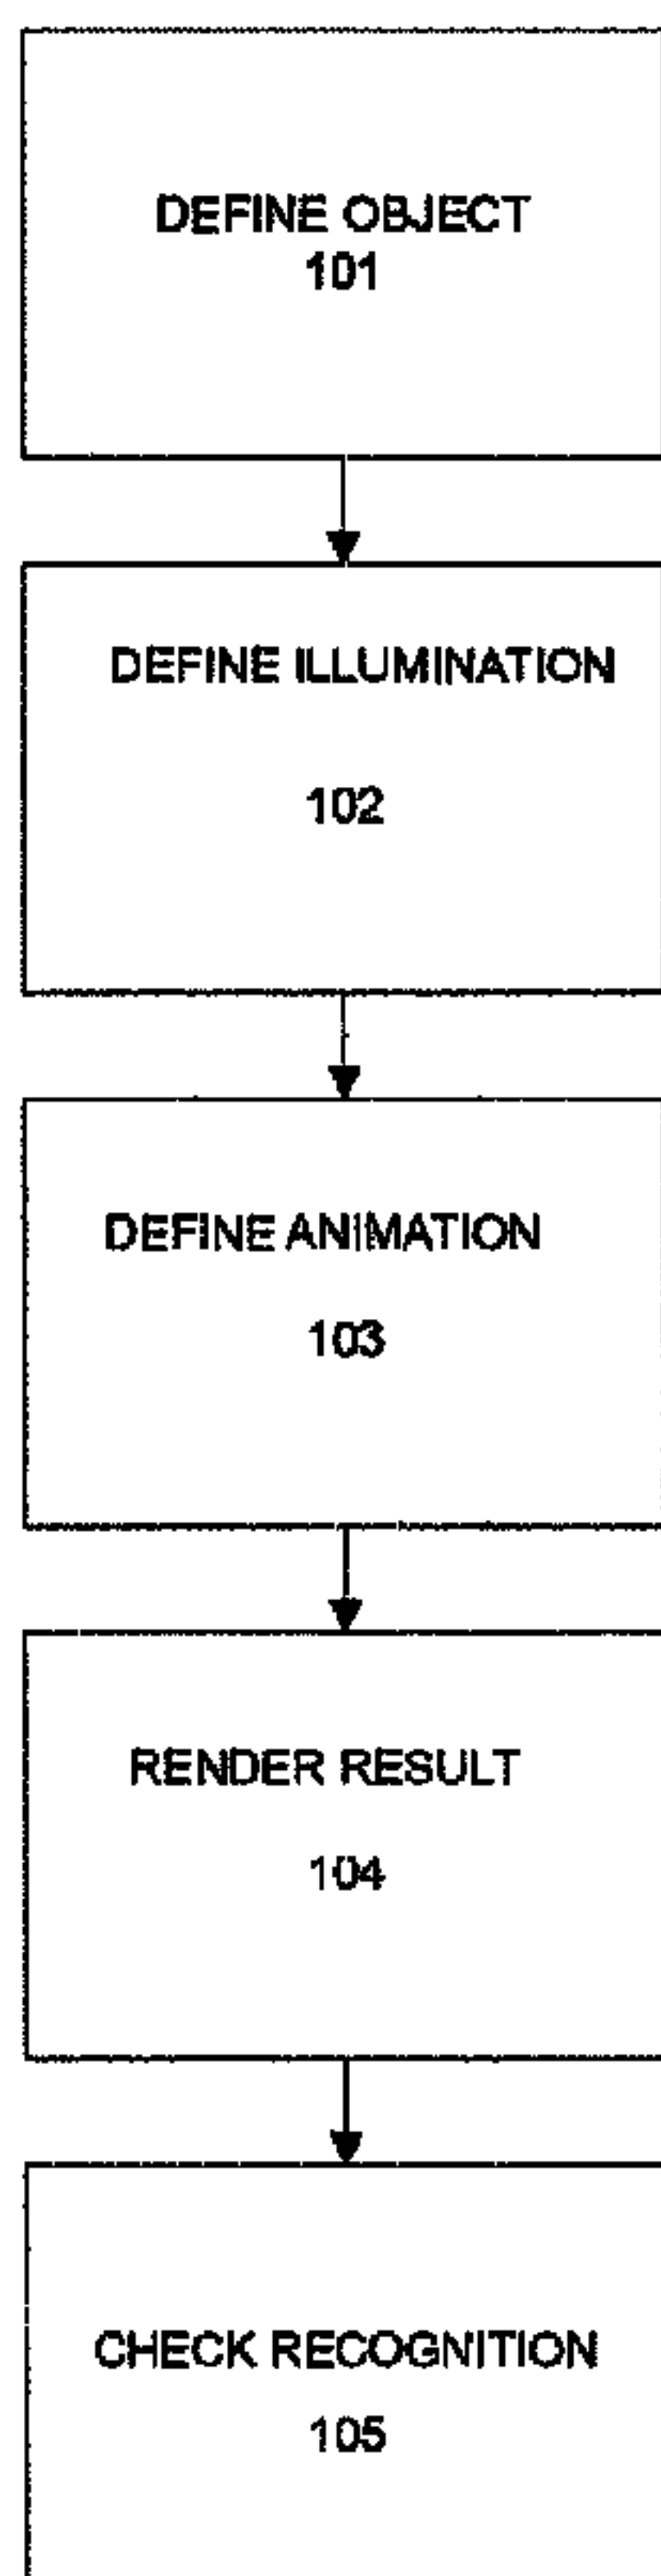 DEFINE OBJECT
101
DEFINE ILLUMINATION
102
DEFINE ANIMATION
103
RENDER RESULT
104
CHECK RECOGNITION
105